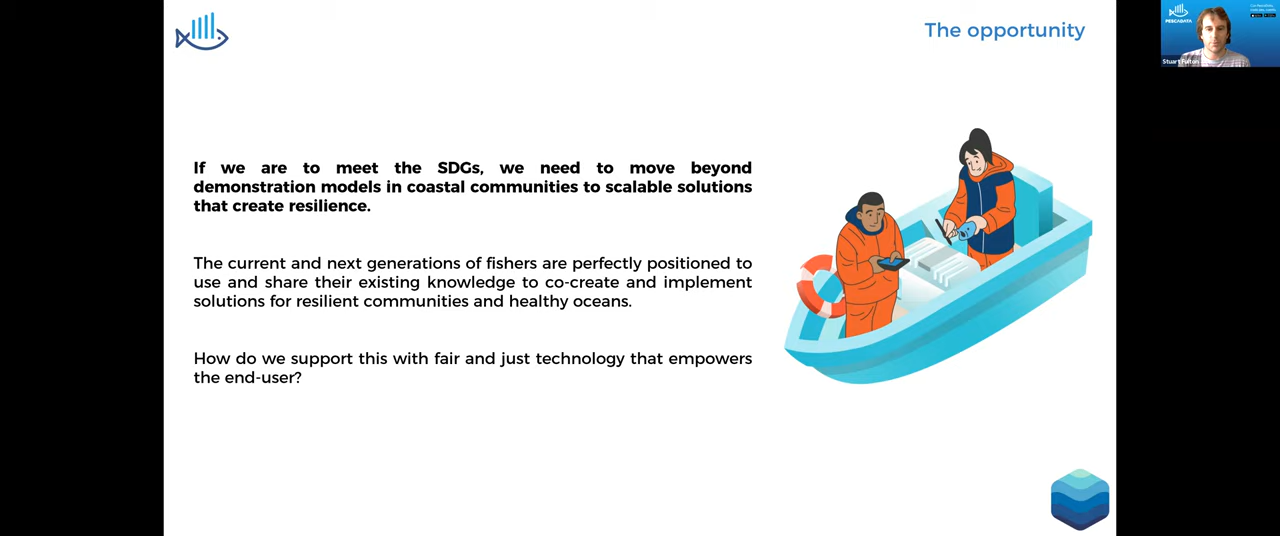 The opportunity
PESCADATA
Stuart Fulton
If we are to meet the SDGs, we need to move beyond
demonstration models in coastal communities to scalable solutions
that create resilience.
The current and next generations of fishers are perfectly positioned to
use and share their existing knowledge to co-create and implement
solutions for resilient communities and healthy oceans.
How do we support this with fair and just technology that empowers
the end-user?